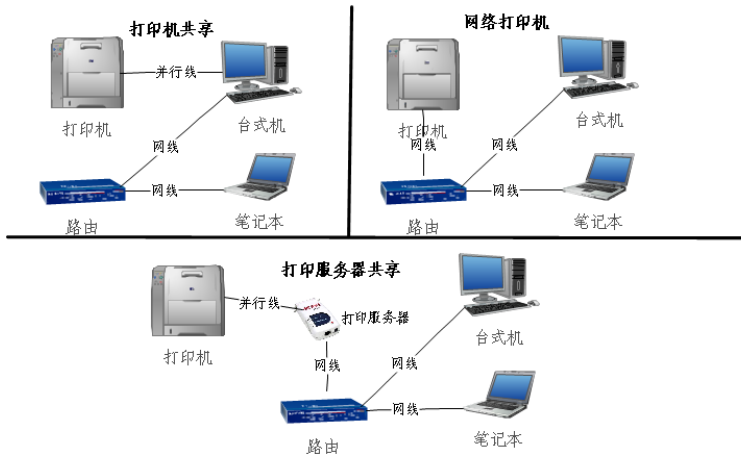 打印机共享
并行线
打印机
台式机
网线
网线
路由
笔记本
网络打印机
打印机
网线
网线
台式机
网线
路由
笔记本
打印服务器共享
并行线
打印服务器
打印机
台式机
网线
网线
网线
路由
笔记本